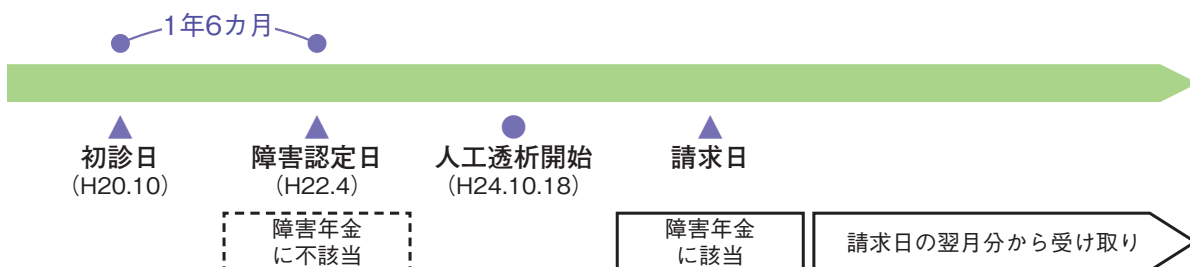 1年6カ月
初診日
(H20.10)
障害認定日
(H22.4)
人工透析開始
(H24.10.18)
請求日
障害年金
に不該当
障害年金
に該当
請求日の翌月分から受け取り